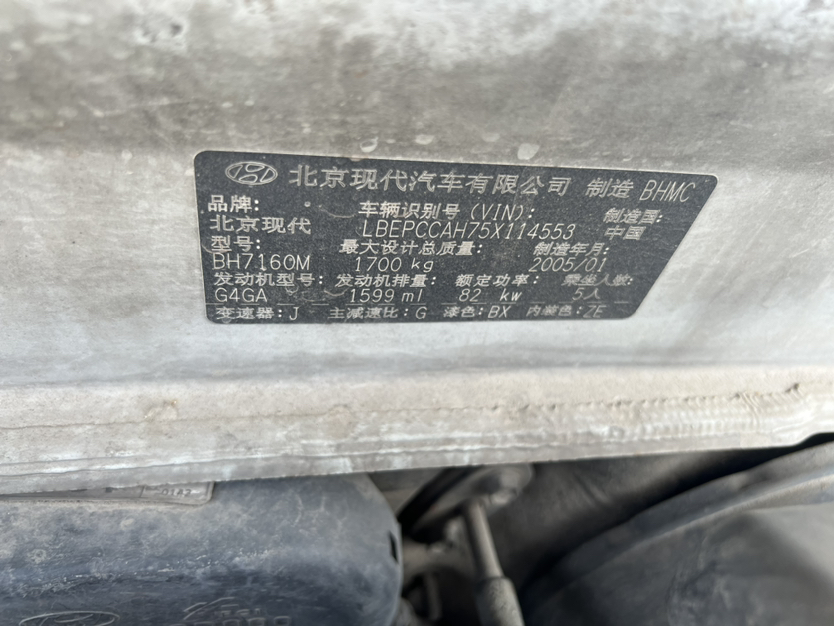 北京现代汽车有限公司 制造 BHMC
品牌: 车辆识别号(VIN): 制造国:
北京现代 LBEPCCAH75X114553 中国
型号: 最大设计总质量: 制造年月:
BH7160M 1700 kg 2005/01
发动机型号: 发动机排量: 额定功率: 乘坐人数:
G4GA 1599 ml 82 kw 5人
变速器: J 主减速比: G 漆色: BX 内装色: ZE